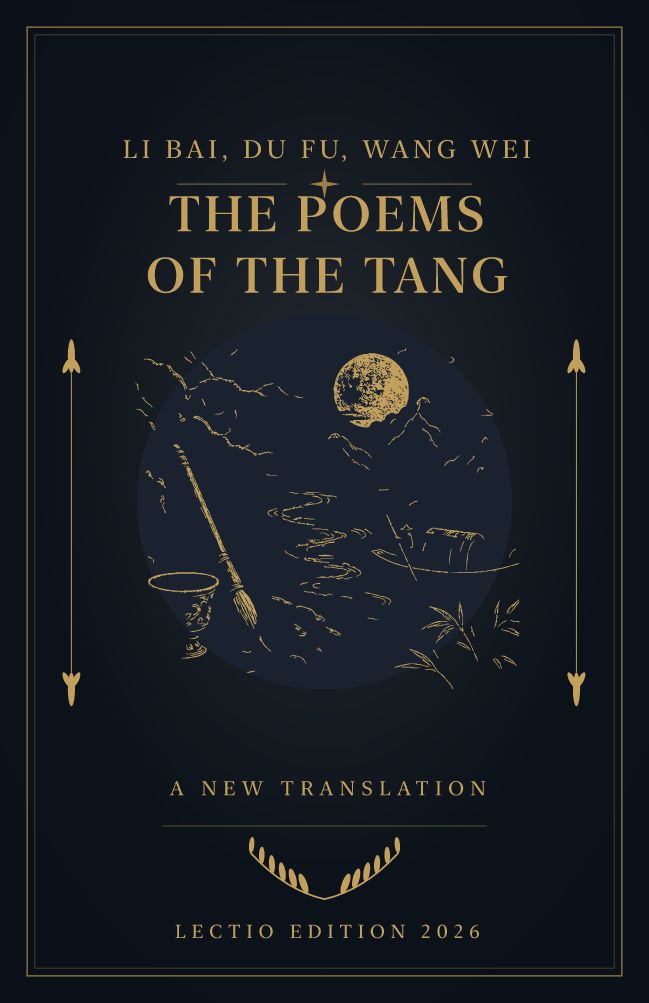 LI BAI, DU FU, WANG WEI
THE POEMS
OF THE TANG
A NEW TRANSLATION
LECTIO EDITION 2026